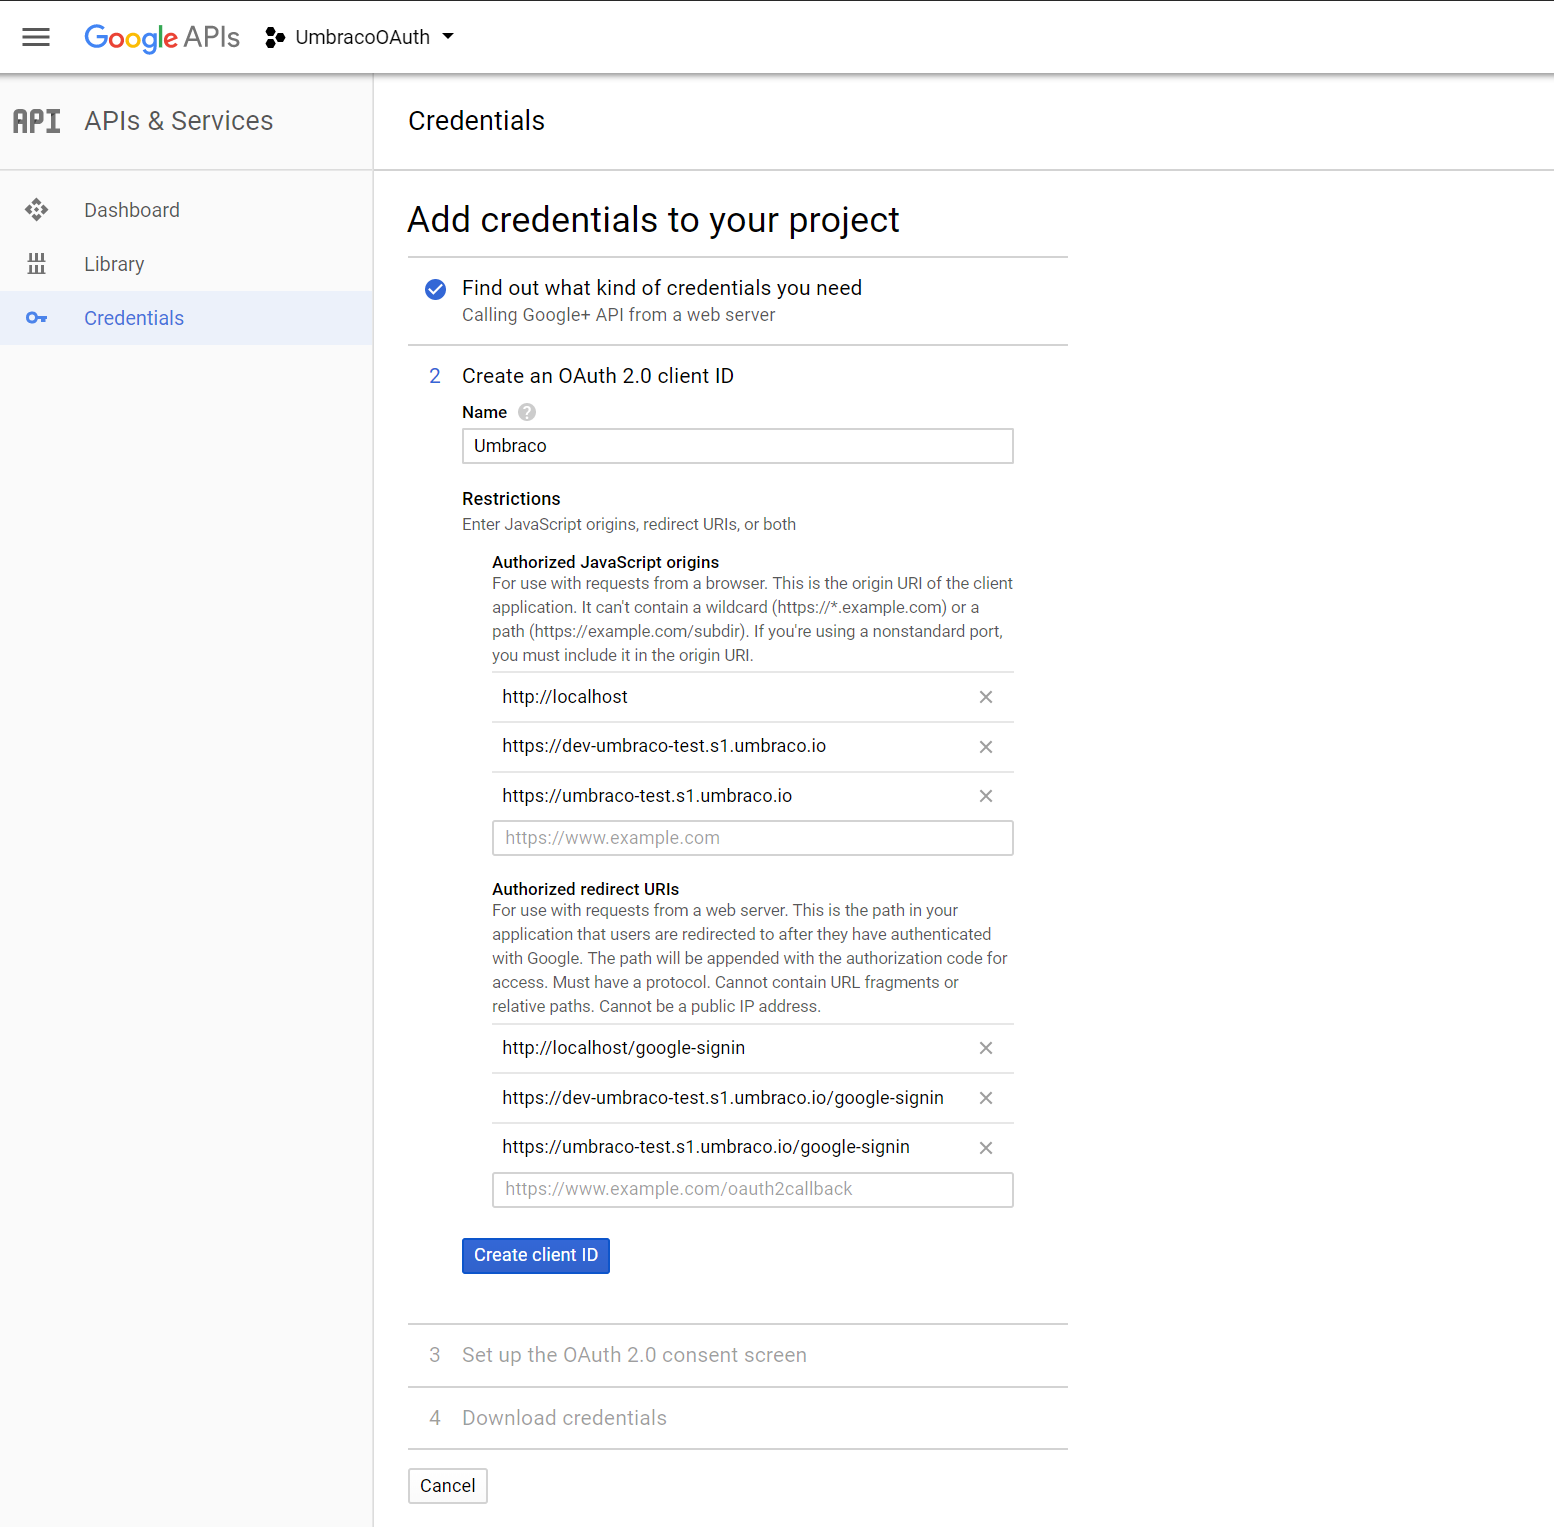 Google APIs
UmbracoOAuth
API
APIs & Services
Credentials
Dashboard
Library
Credentials
Add credentials to your project
Find out what kind of credentials you need
Calling Google+ API from a web server
2 Create an OAuth 2.0 client ID
Name ?
Umbraco
Restrictions
Enter JavaScript origins, redirect URIs, or both
Authorized JavaScript origins
For use with requests from a browser. This is the origin URI of the client
application. It can't contain a wildcard (https://*.example.com) or a
path (https://example.com/subdir). If you're using a nonstandard port,
you must include it in the origin URI.
http://localhost
https://dev-umbraco-test.s1.umbraco.io
https://umbraco-test.s1.umbraco.io
https://www.example.com
Authorized redirect URIs
For use with requests from a web server. This is the path in your
application that users are redirected to after they have authenticated
with Google. The path will be appended with the authorization code for
access. Must have a protocol. Cannot contain URL fragments or
relative paths. Cannot be a public IP address.
http://localhost/google-signin
https://dev-umbraco-test.s1.umbraco.io/google-signin
https://umbraco-test.s1.umbraco.io/google-signin
https://www.example.com/oauth2callback
Create client ID
3 Set up the OAuth 2.0 consent screen
4 Download credentials
Cancel